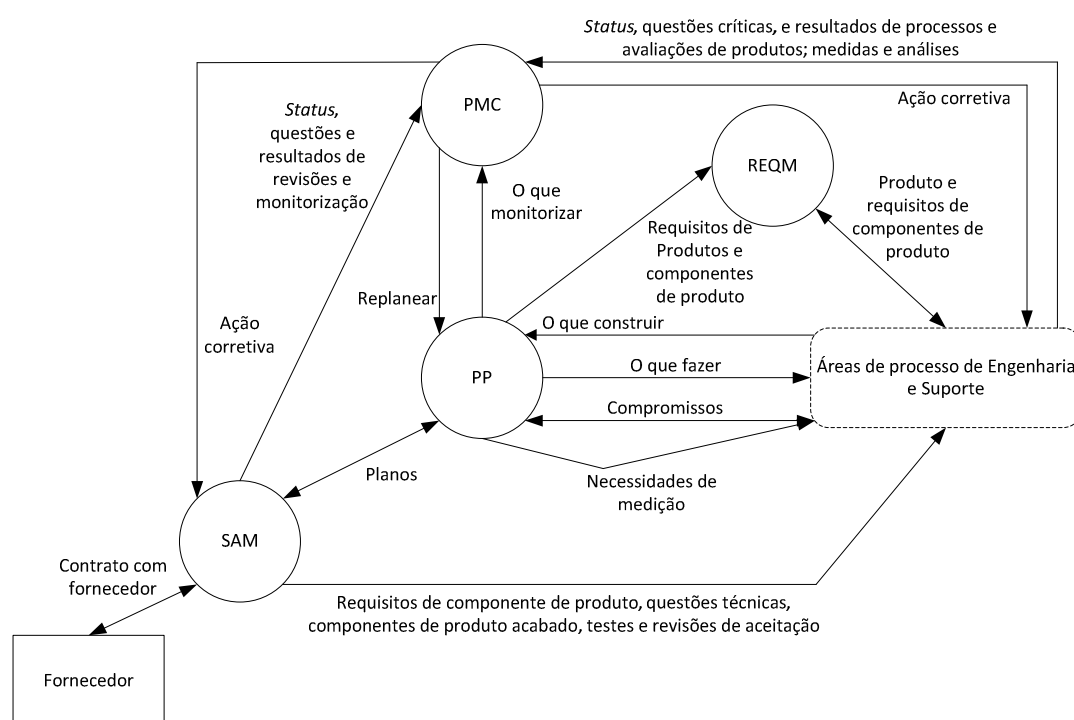 Status, questões críticas, e resultados de processos e
avaliações de produtos; medidas e análises
PMC
Ação corretiva
Status,
questões e
resultados de
revisões e
monitorização
REQM
O que
monitorizar
Produto e
requisitos de
componentes de
produto
Requisitos de
Produtos e
componentes
de produto
Replanear
Ação
corretiva
O que construir
PP
O que fazer
Áreas de processo de Engenharia
e Suporte
Compromissos
Planos
Necessidades de
medição
SAM
Contrato com
fornecedor
Requisitos de componente de produto, questões técnicas,
componentes de produto acabado, testes e revisões de aceitação
Fornecedor